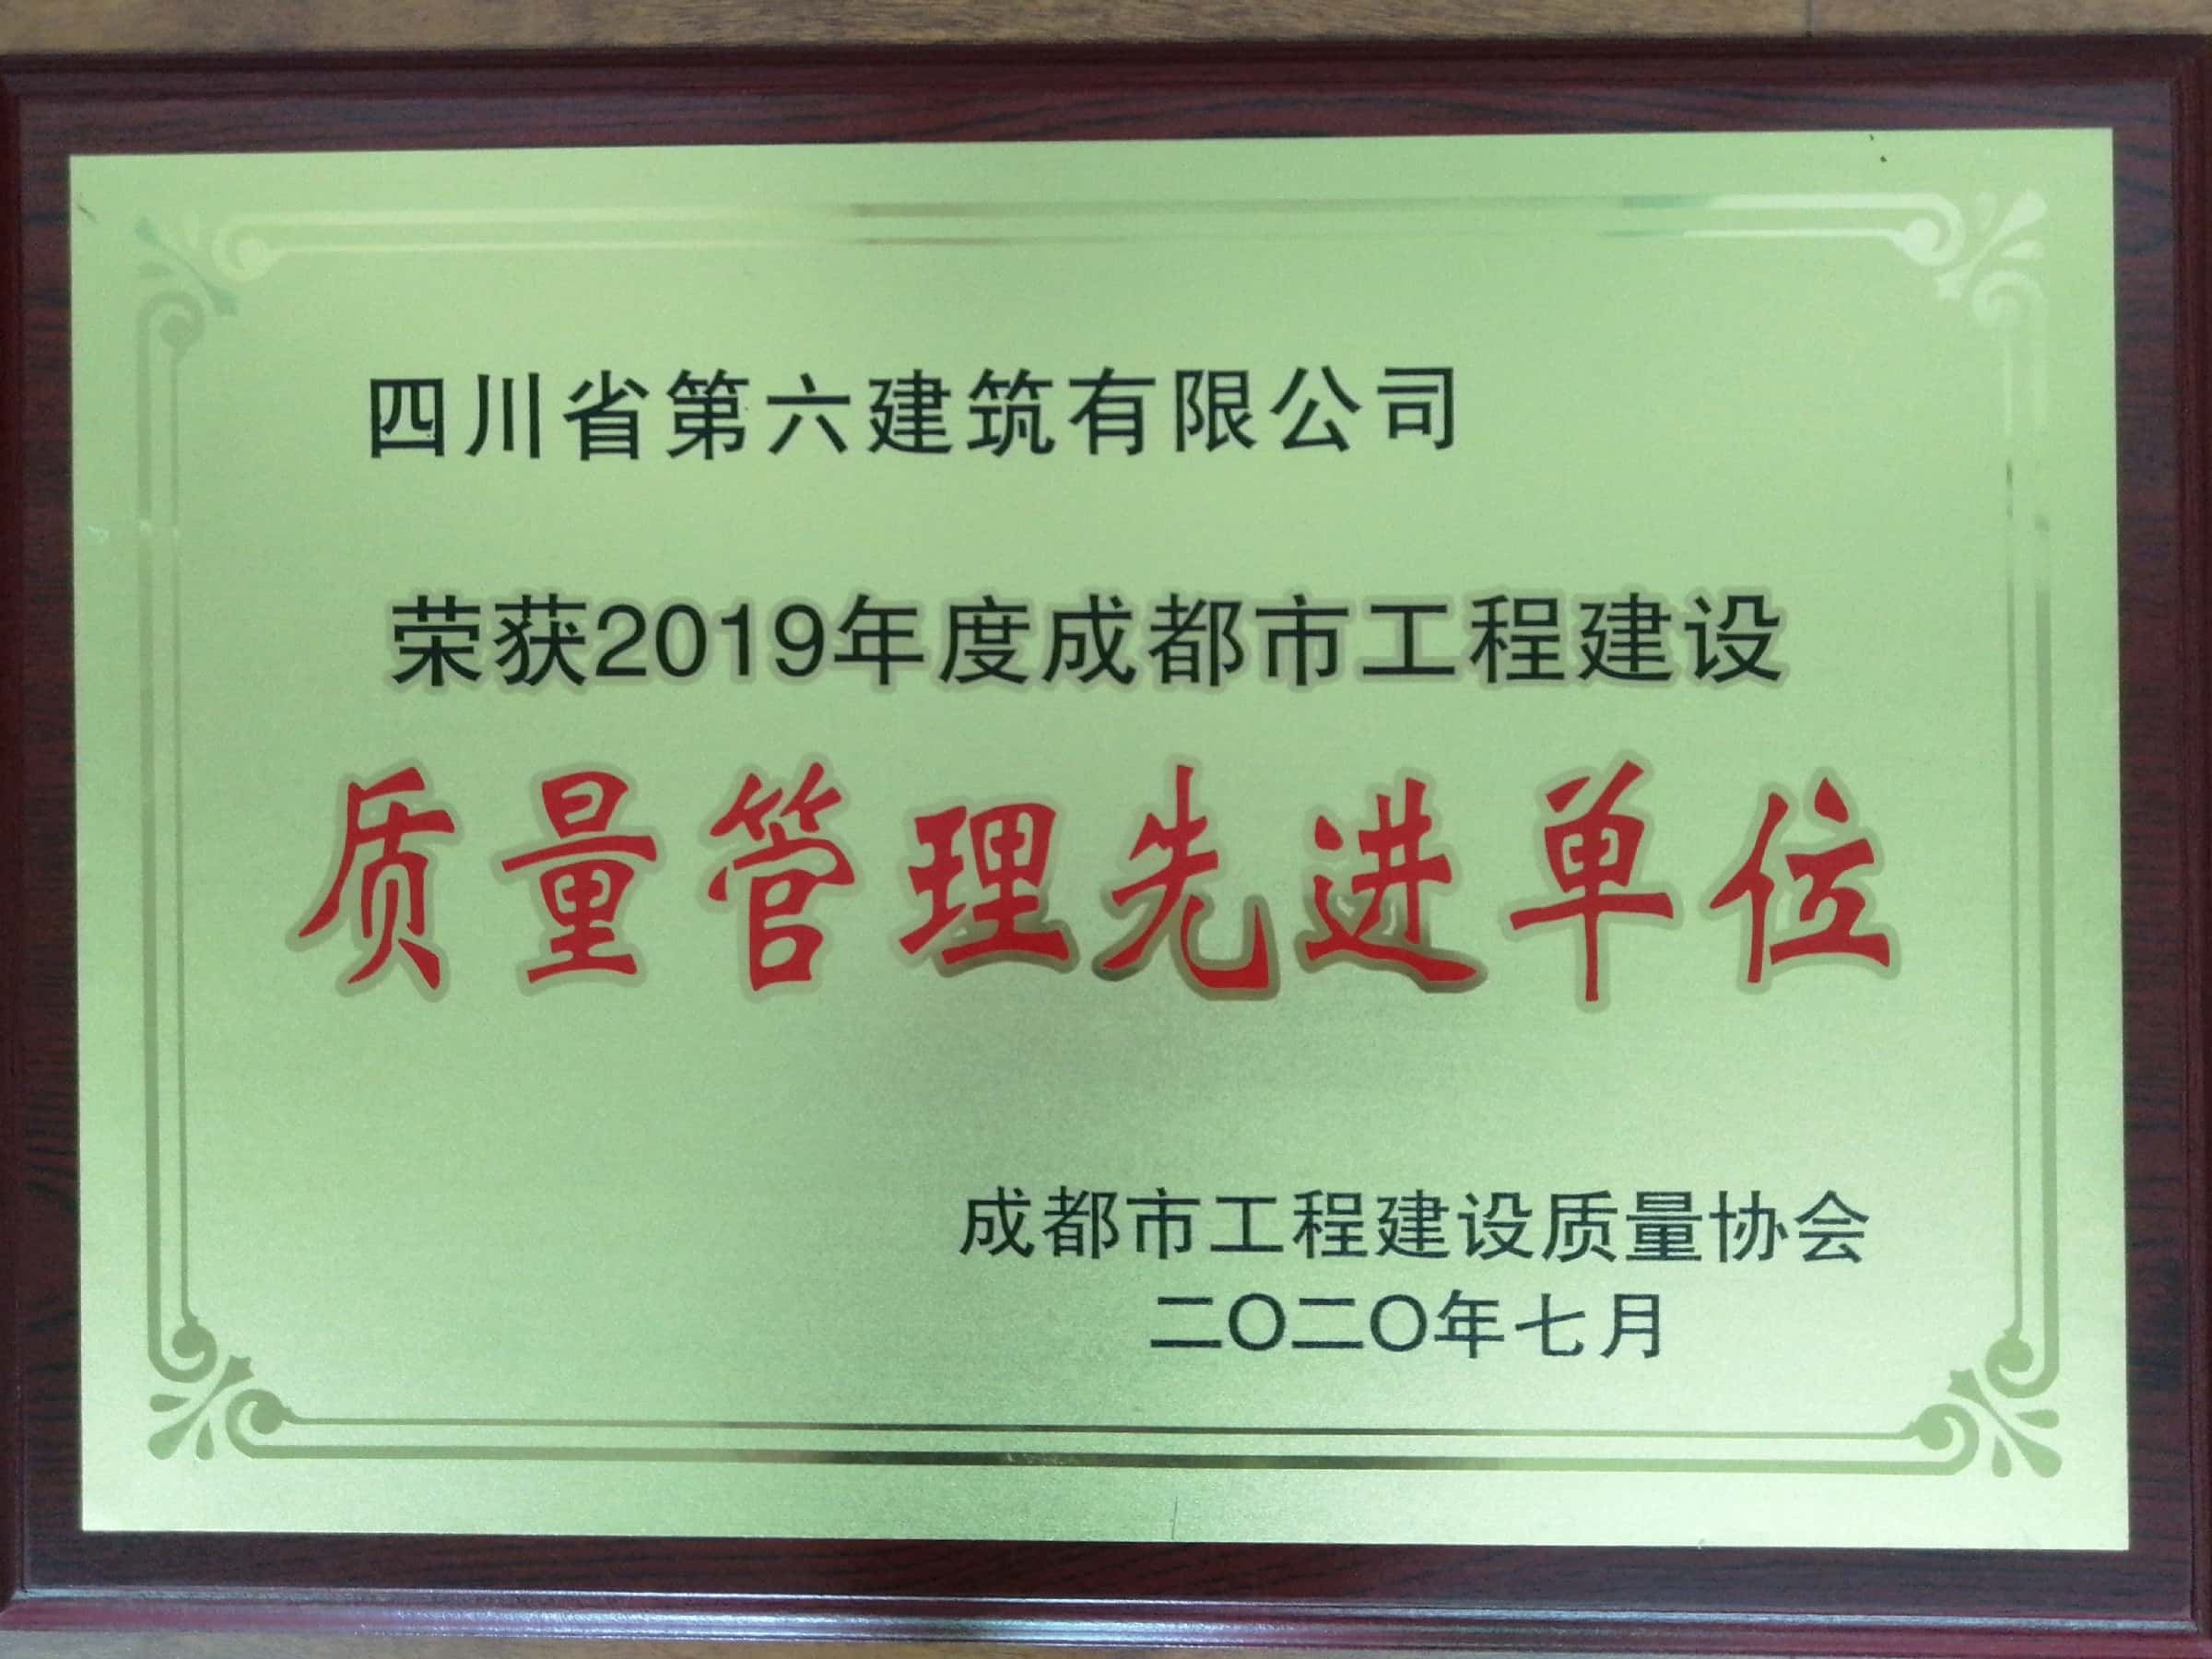 四川省第六建筑有限公司
荣获2019年度成都市工程建设
质量管理先进单位
成都市工程建设质量协会
二〇二〇年七月